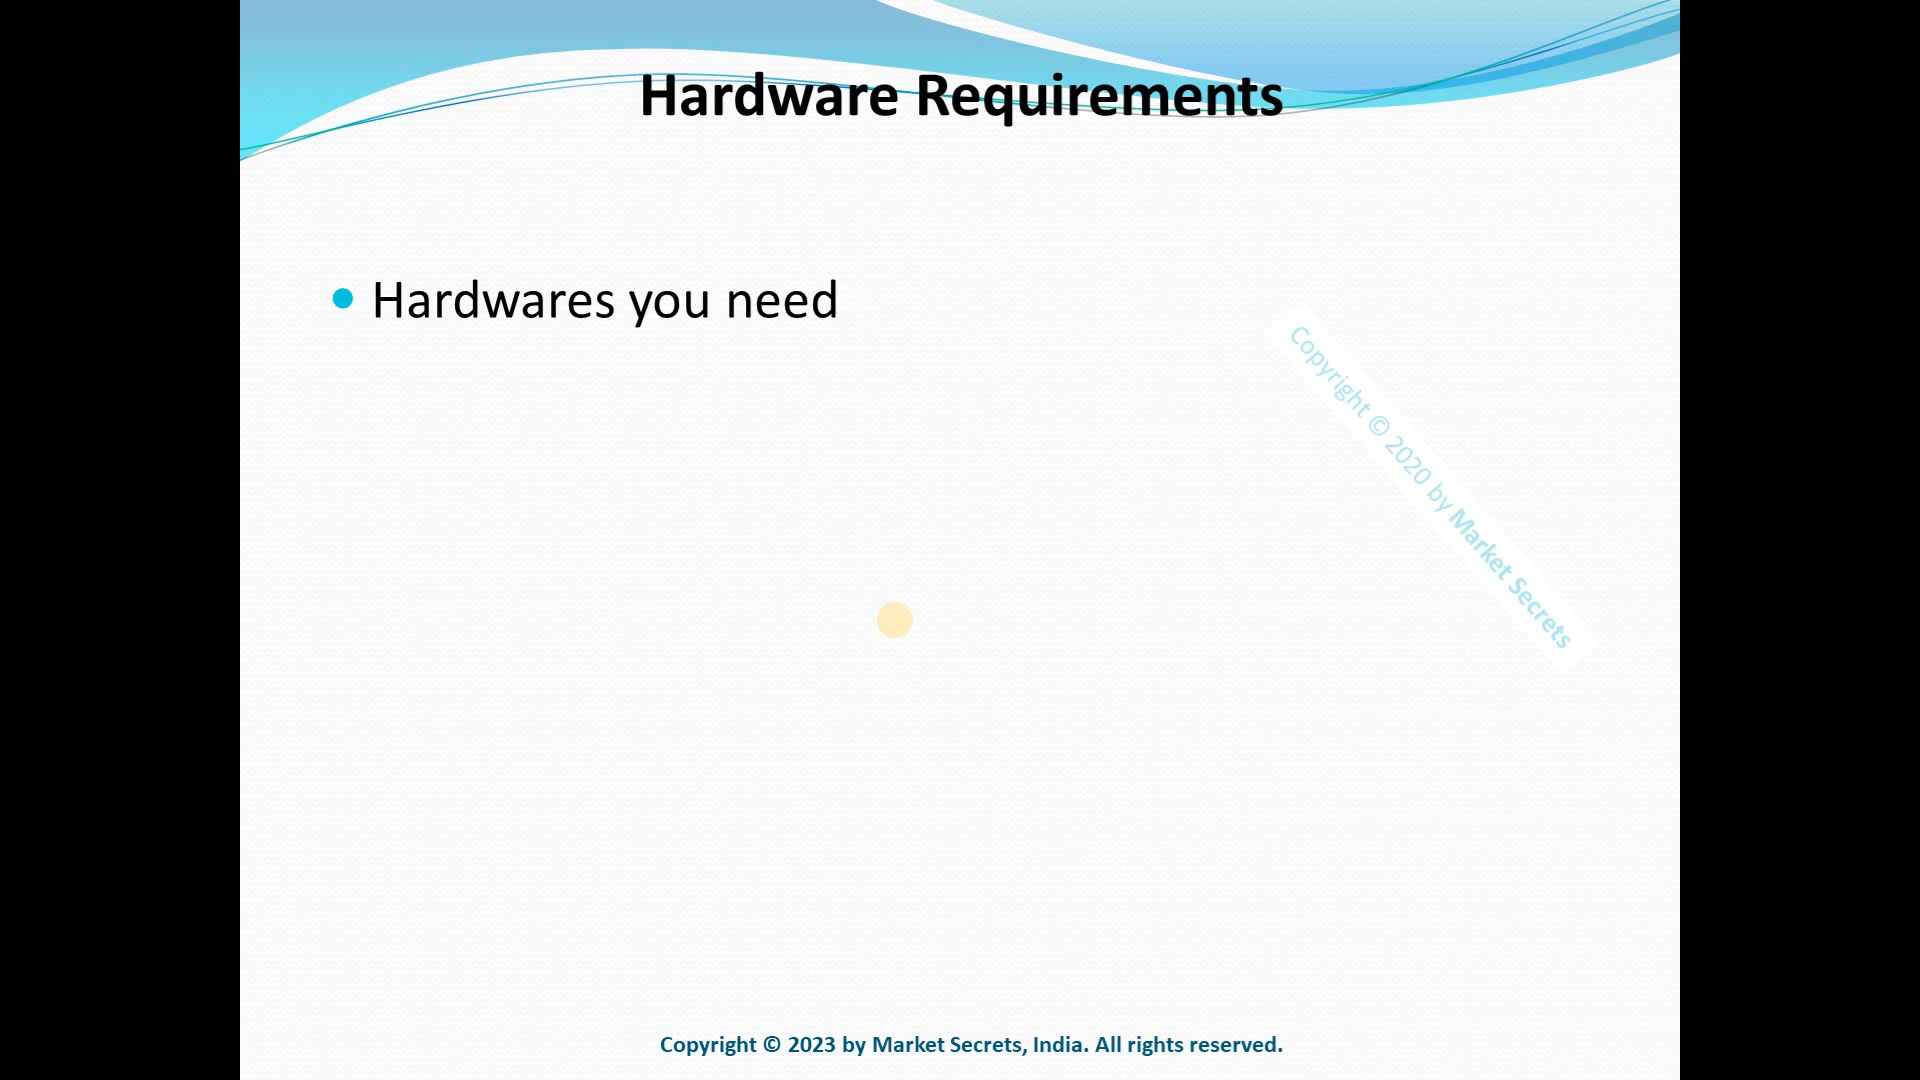 Hardware Requirements
Hardwares you need
Copyright © 2020 by Market Secrets
Copyright © 2023 by Market Secrets, India. All rights reserved.